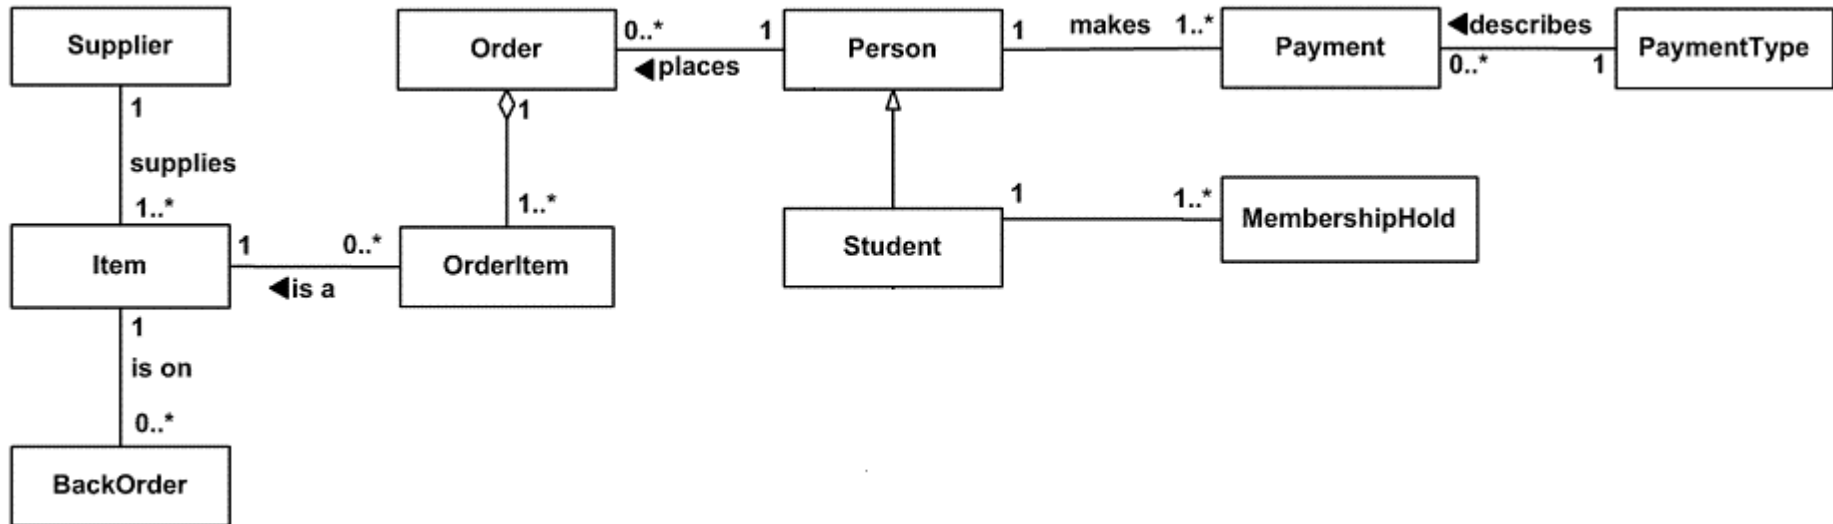 Supplier
Order
0..*
1
places
Person
1
makes
1..*
Payment
describes
0..*
1
PaymentType
1
supplies
1..*
1
1..*
Item
1
0..*
is a
OrderItem
Student
1
1..*
MembershipHold
1
is on
0..*
BackOrder